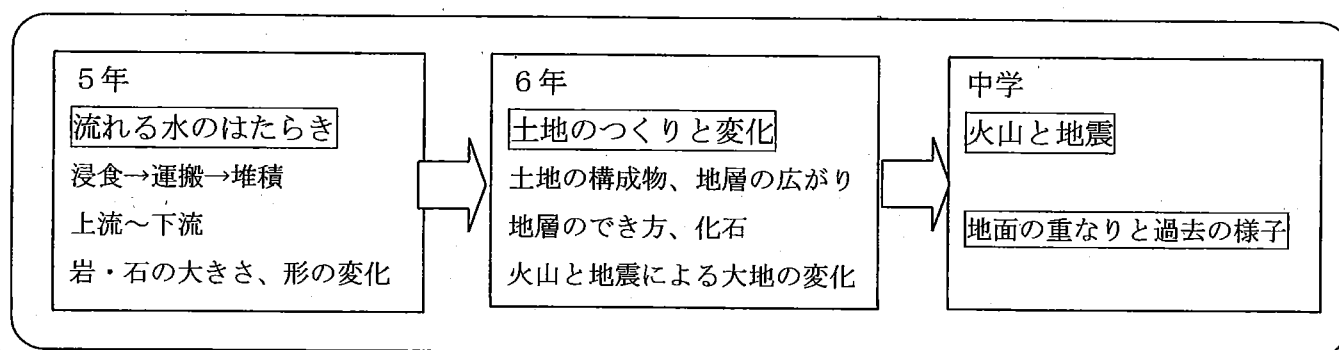 ５年
流れる水のはたらき
浸食→運搬→堆積
上流～下流
岩・石の大きさ、形の変化
６年
土地のつくりと変化
土地の構成物、地層の広がり
地層のでき方、化石
火山と地震による大地の変化
中学
火山と地震
地面の重なりと過去の様子